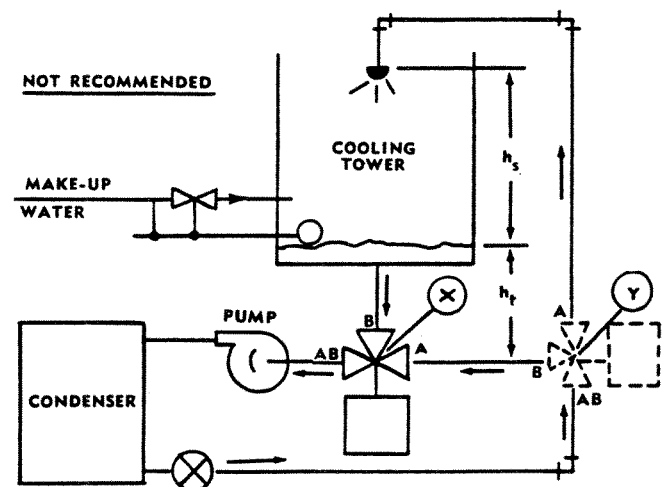 NOT RECOMMENDED
COOLING
TOWER
hs
MAKE-UP
WATER
ht
X
Y
PUMP
B
A
AB
A
B
AB
CONDENSER